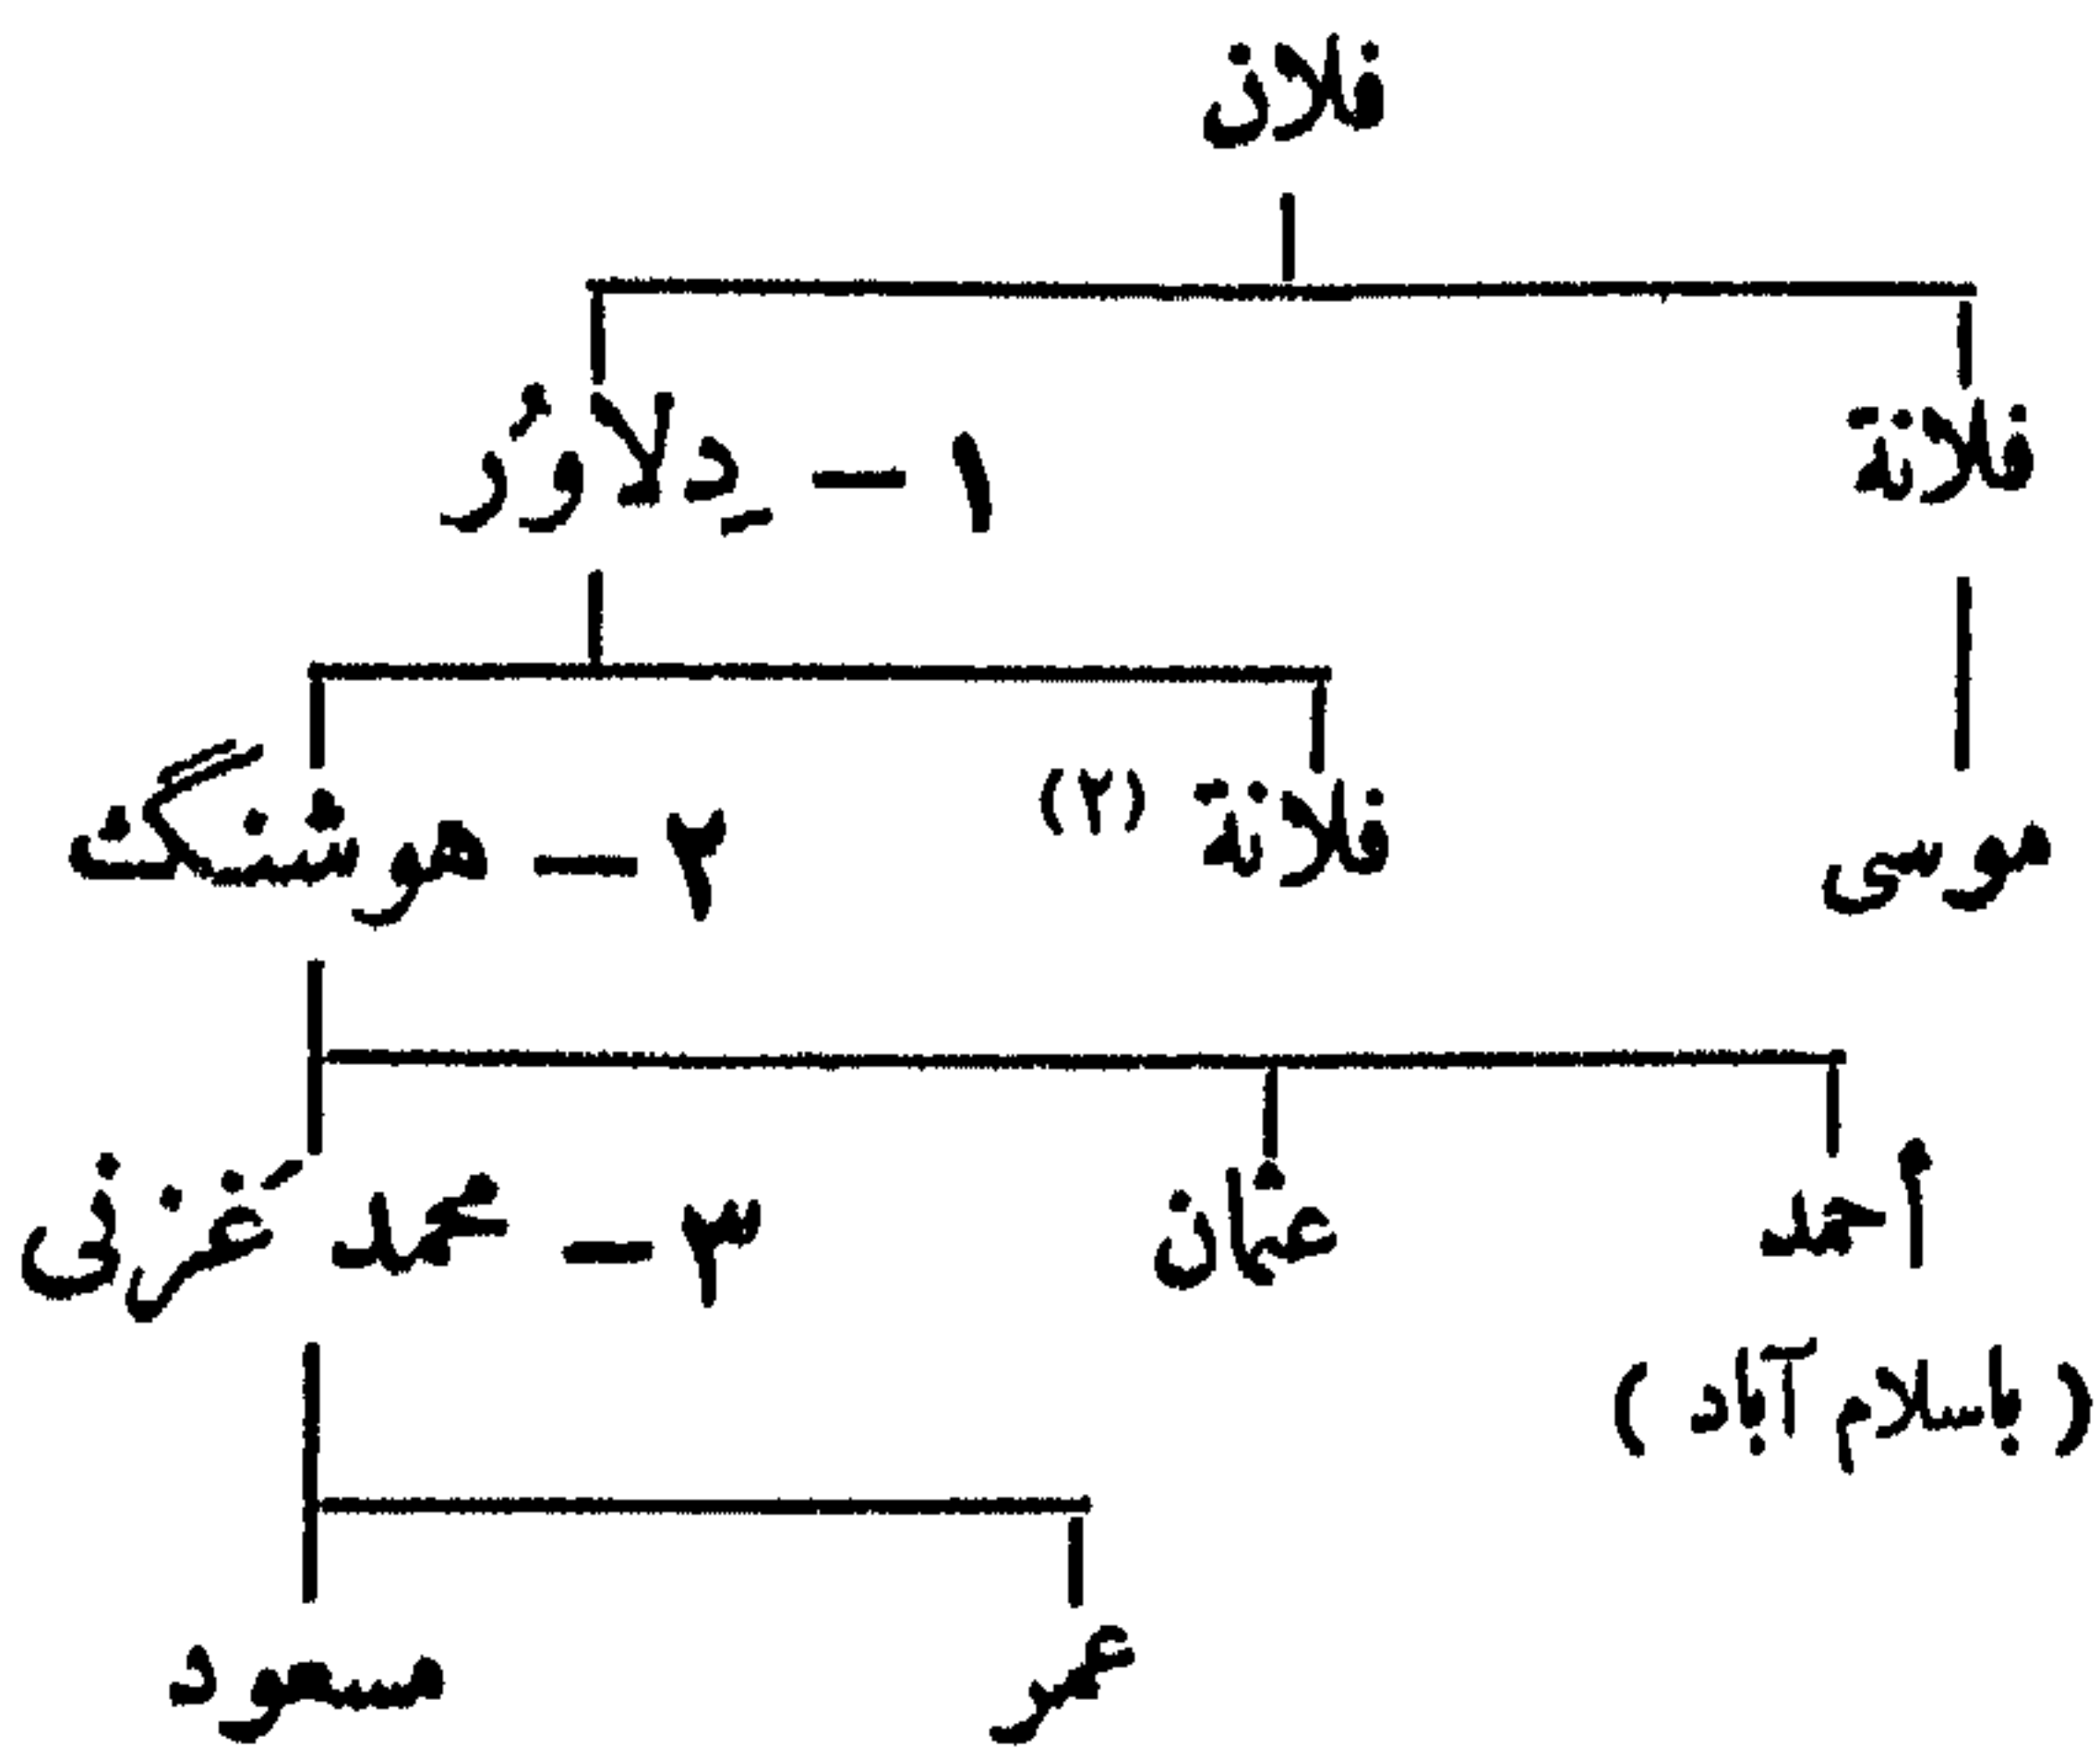 فلان
فلانة ١ – دِلاوَرْ
موسى فلانة (٢) ٢ – هوشنگ
أحمد عثمان ٣ – محمد غَزنى
( باسلام آباد )
عمر مسعود